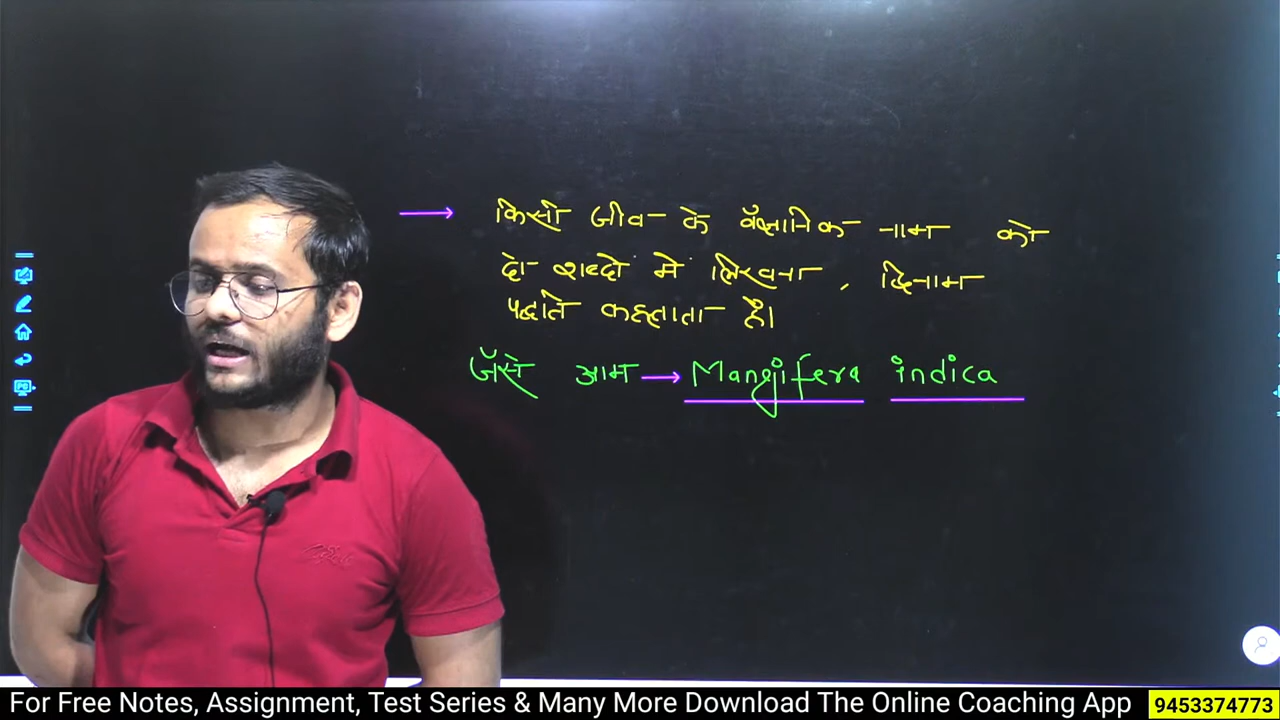 किसी जीव के वैज्ञानिक नाम को
दो शब्दों में लिखना, द्विनाम
पद्धति कहलाता है।
जैसे आम → Mangifera indica
For Free Notes, Assignment, Test Series & Many More Download The Online Coaching App 9453374773